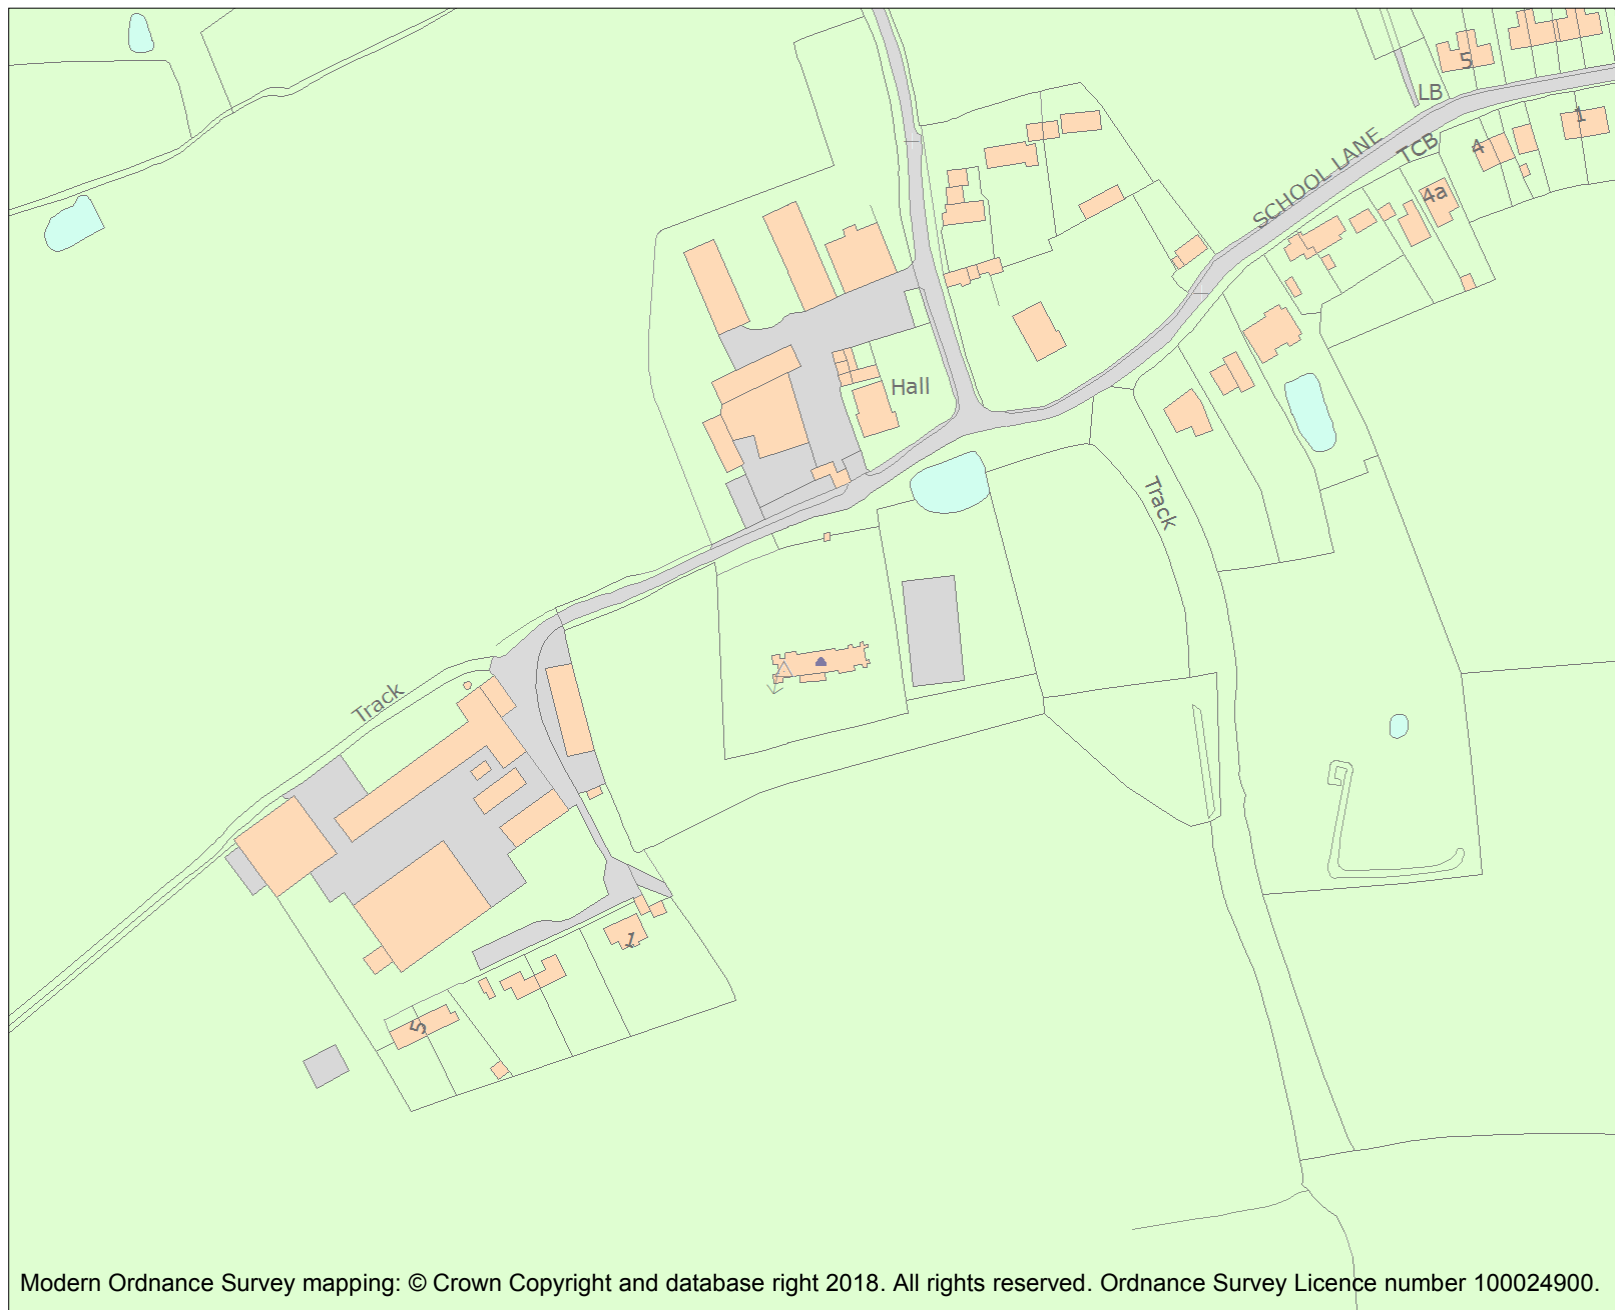 5
LB
1
SCHOOL LANE
TCB
4
4a
Hall
Track
Track
1
5
Modern Ordnance Survey mapping: © Crown Copyright and database right 2018. All rights reserved. Ordnance Survey Licence number 100024900.